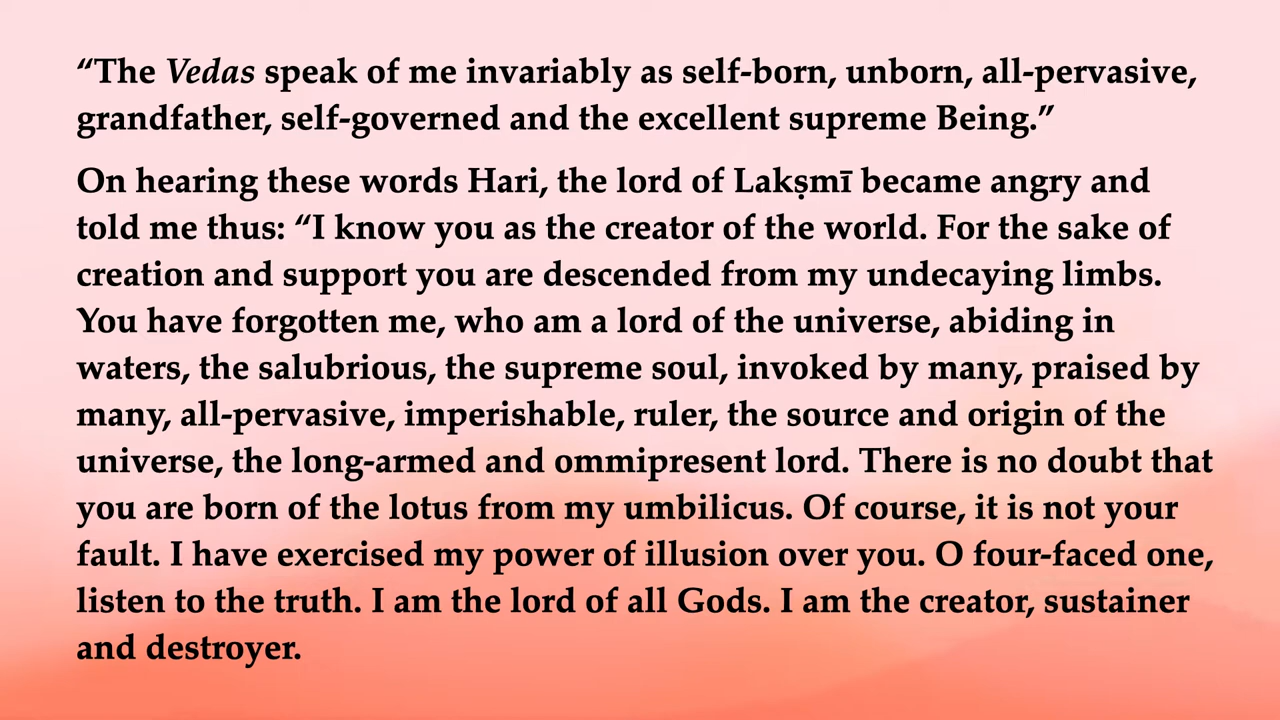 “The Vedas speak of me invariably as self-born, unborn, all-pervasive,
grandfather, self-governed and the excellent supreme Being.”
On hearing these words Hari, the lord of Lakṣmī became angry and
told me thus: “I know you as the creator of the world. For the sake of
creation and support you are descended from my undecaying limbs.
You have forgotten me, who am a lord of the universe, abiding in
waters, the salubrious, the supreme soul, invoked by many, praised by
many, all-pervasive, imperishable, ruler, the source and origin of the
universe, the long-armed and ommipresent lord. There is no doubt that
you are born of the lotus from my umbilicus. Of course, it is not your
fault. I have exercised my power of illusion over you. O four-faced one,
listen to the truth. I am the lord of all Gods. I am the creator, sustainer
and destroyer.